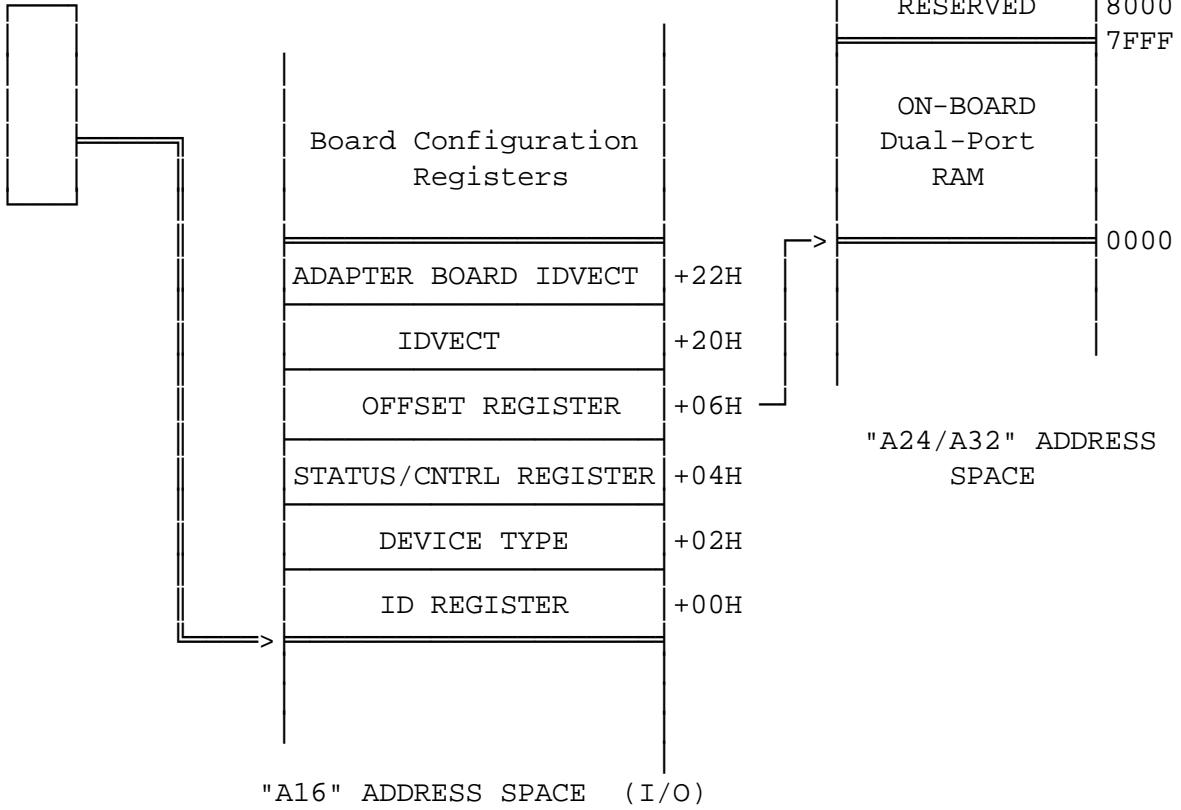 RESERVED 8000
7FFF
ON-BOARD
Dual-Port
RAM
0000
Board Configuration
Registers
ADAPTER BOARD IDVECT +22H
IDVECT +20H
OFFSET REGISTER +06H
STATUS/CNTRL REGISTER +04H
DEVICE TYPE +02H
ID REGISTER +00H
"A24/A32" ADDRESS
SPACE
"A16" ADDRESS SPACE (I/O)